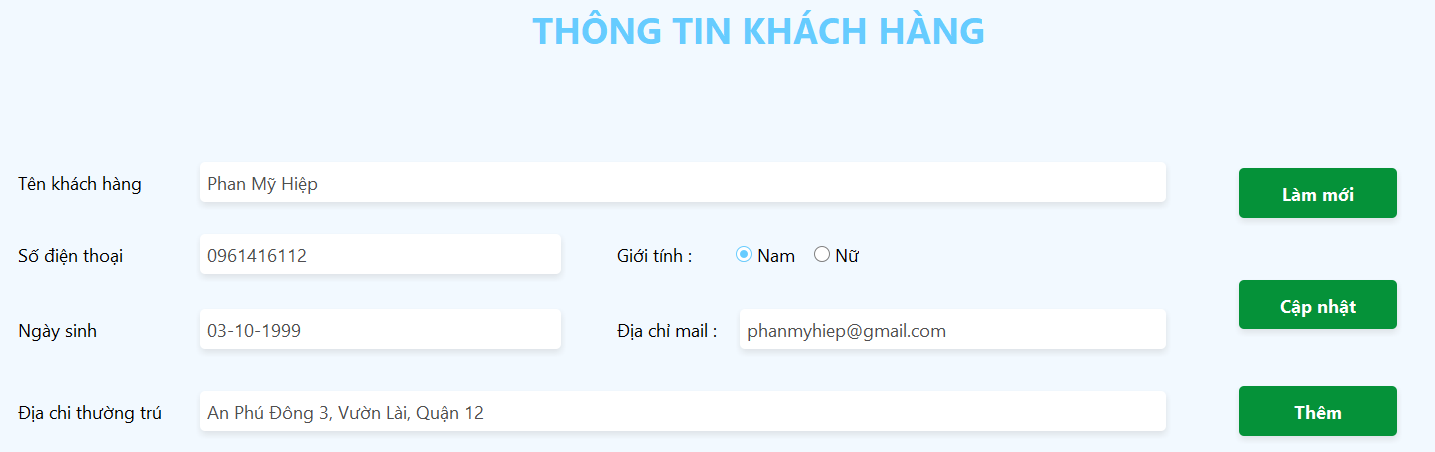 THÔNG TIN KHÁCH HÀNG
Tên khách hàng Phan Mỹ Hiệp Làm mới
Số điện thoại 0961416112 Giới tính : Nam Nữ
Ngày sinh 03-10-1999 Địa chỉ mail : phanmyhiep@gmail.com Cập nhật
Địa chi thường trú An Phú Đông 3, Vườn Lài, Quận 12 Thêm